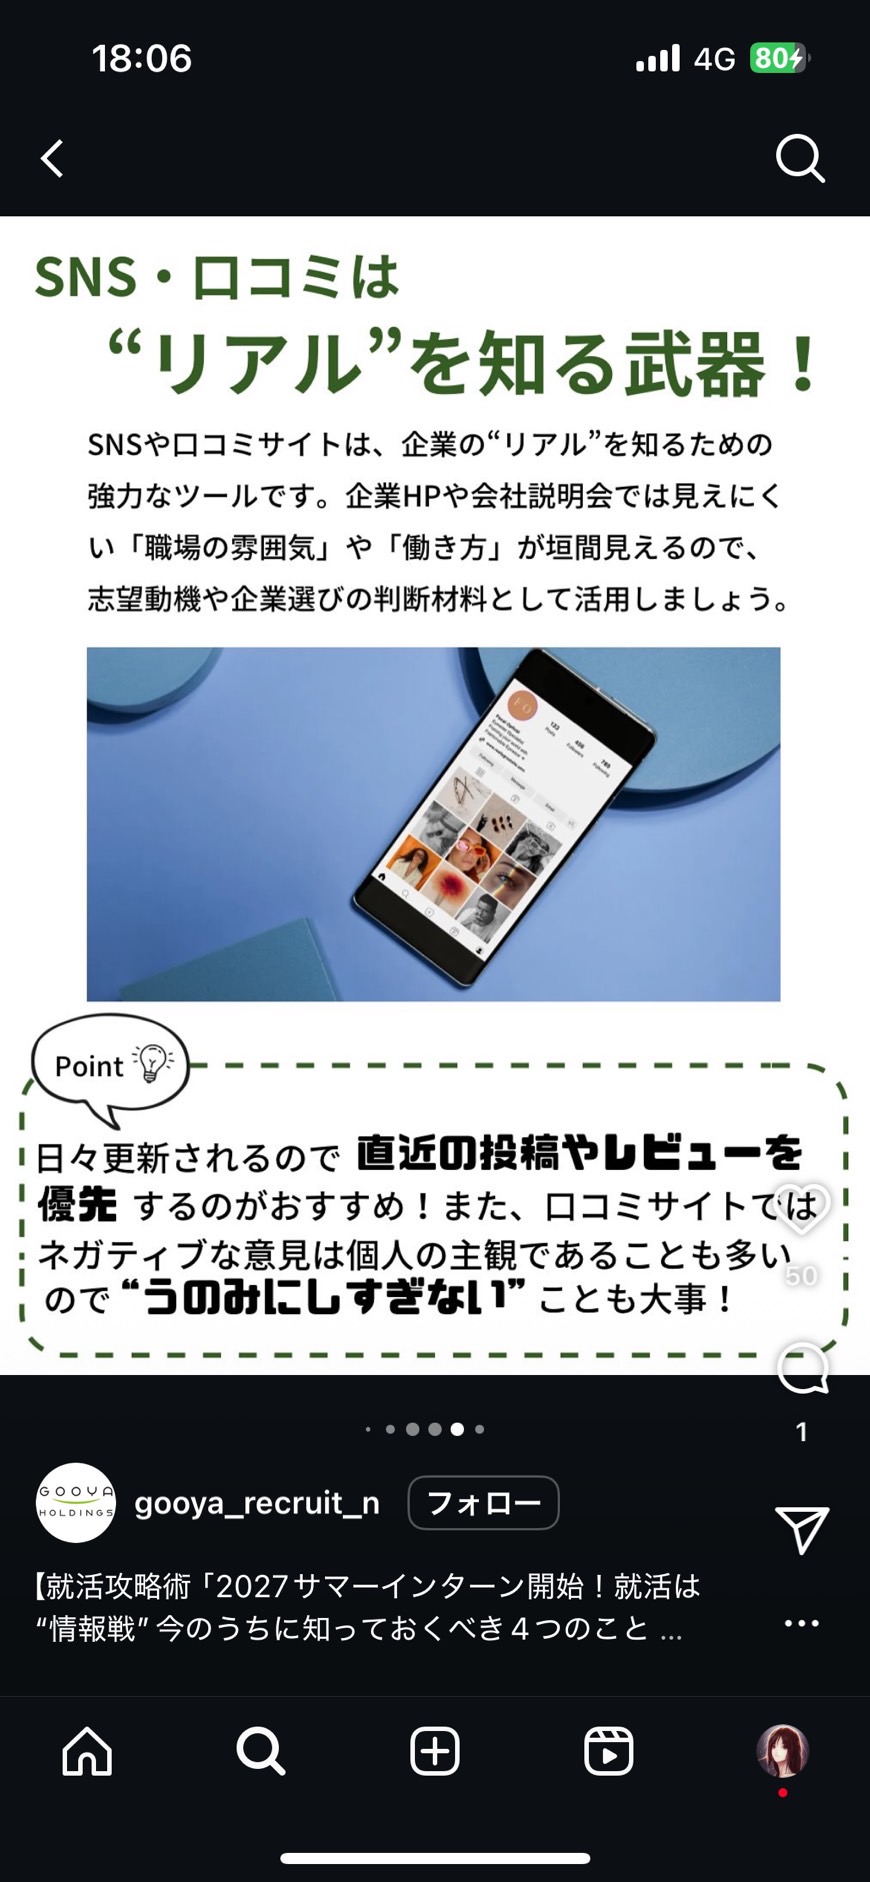 18:06
4G
80
SNS・口コミは
“リアル”を知る武器！
SNSや口コミサイトは、企業の“リアル”を知るための
強力なツールです。企業HPや会社説明会では見えにく
い「職場の雰囲気」や「働き方」が垣間見えるので、
志望動機や企業選びの判断材料として活用しましょう。
Point
日々更新されるので 直近の投稿やレビューを
優先 するのがおすすめ！また、口コミサイトでは
ネガティブな意見は個人の主観であることも多い
ので “うのみにしすぎない” ことも大事！
50
1
GOOYA
HOLDINGS
gooya_recruit_n
フォロー
【就活攻略術「2027サマーインターン開始！就活は
“情報戦” 今のうちに知っておくべき４つのこと ...